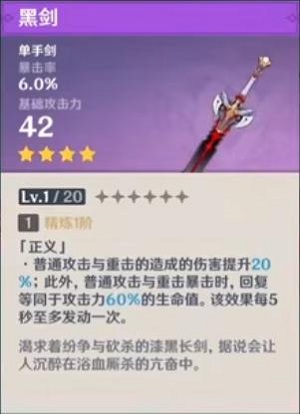 黑剑
单手剑
暴击率
6.0%
基础攻击力
42
Lv.1 / 20
1 精炼1阶
「正义」
·普通攻击与重击的造成的伤害提升20
%；此外，普通攻击与重击暴击时，回复
等同于攻击力60%的生命值。该效果每5
秒至多发动一次。
渴求着纷争与砍杀的漆黑长剑，据说会让
人沉醉在浴血厮杀的亢奋中。